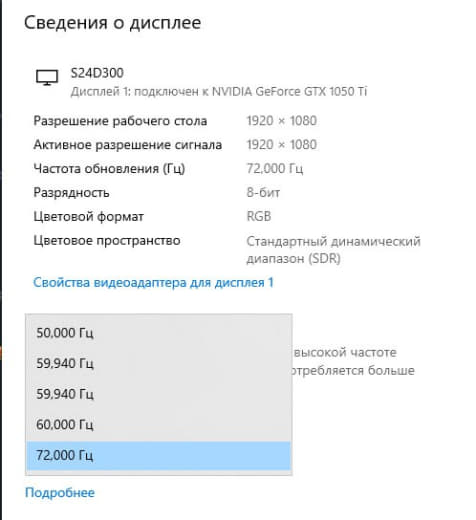 Сведения о дисплее
S24D300
Дисплей 1: подключен к NVIDIA GeForce GTX 1050 Ti
Разрешение рабочего стола 1920 × 1080
Активное разрешение сигнала 1920 × 1080
Частота обновления (Гц) 72,000 Гц
Разрядность 8-бит
Цветовой формат RGB
Цветовое пространство Стандартный динамический
диапазон (SDR)
Свойства видеоадаптера для дисплея 1
50,000 Гц
высокой частоте
59,940 Гц
отребляется больше
59,940 Гц
60,000 Гц
72,000 Гц
Подробнее